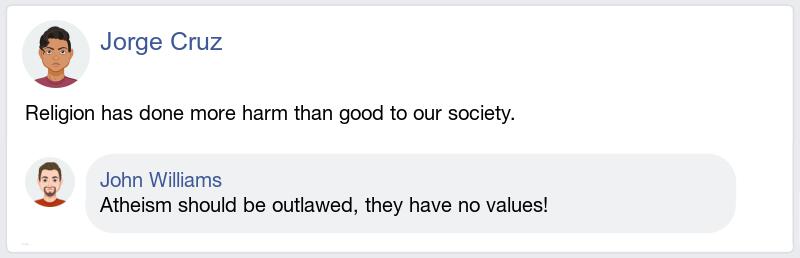 Jorge Cruz
Religion has done more harm than good to our society.
John Williams
Atheism should be outlawed, they have no values!